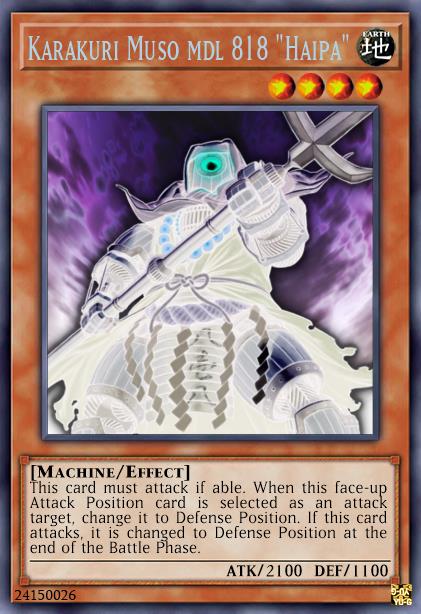 KARAKURI MUSO MDL 818 "HAIPA"
EARTH
地
[MACHINE/EFFECT]
This card must attack if able. When this face-up
Attack Position card is selected as an attack
target, change it to Defense Position. If this card
attacks, it is changed to Defense Position at the
end of the Battle Phase.
ATK/2100 DEF/1100
24150026